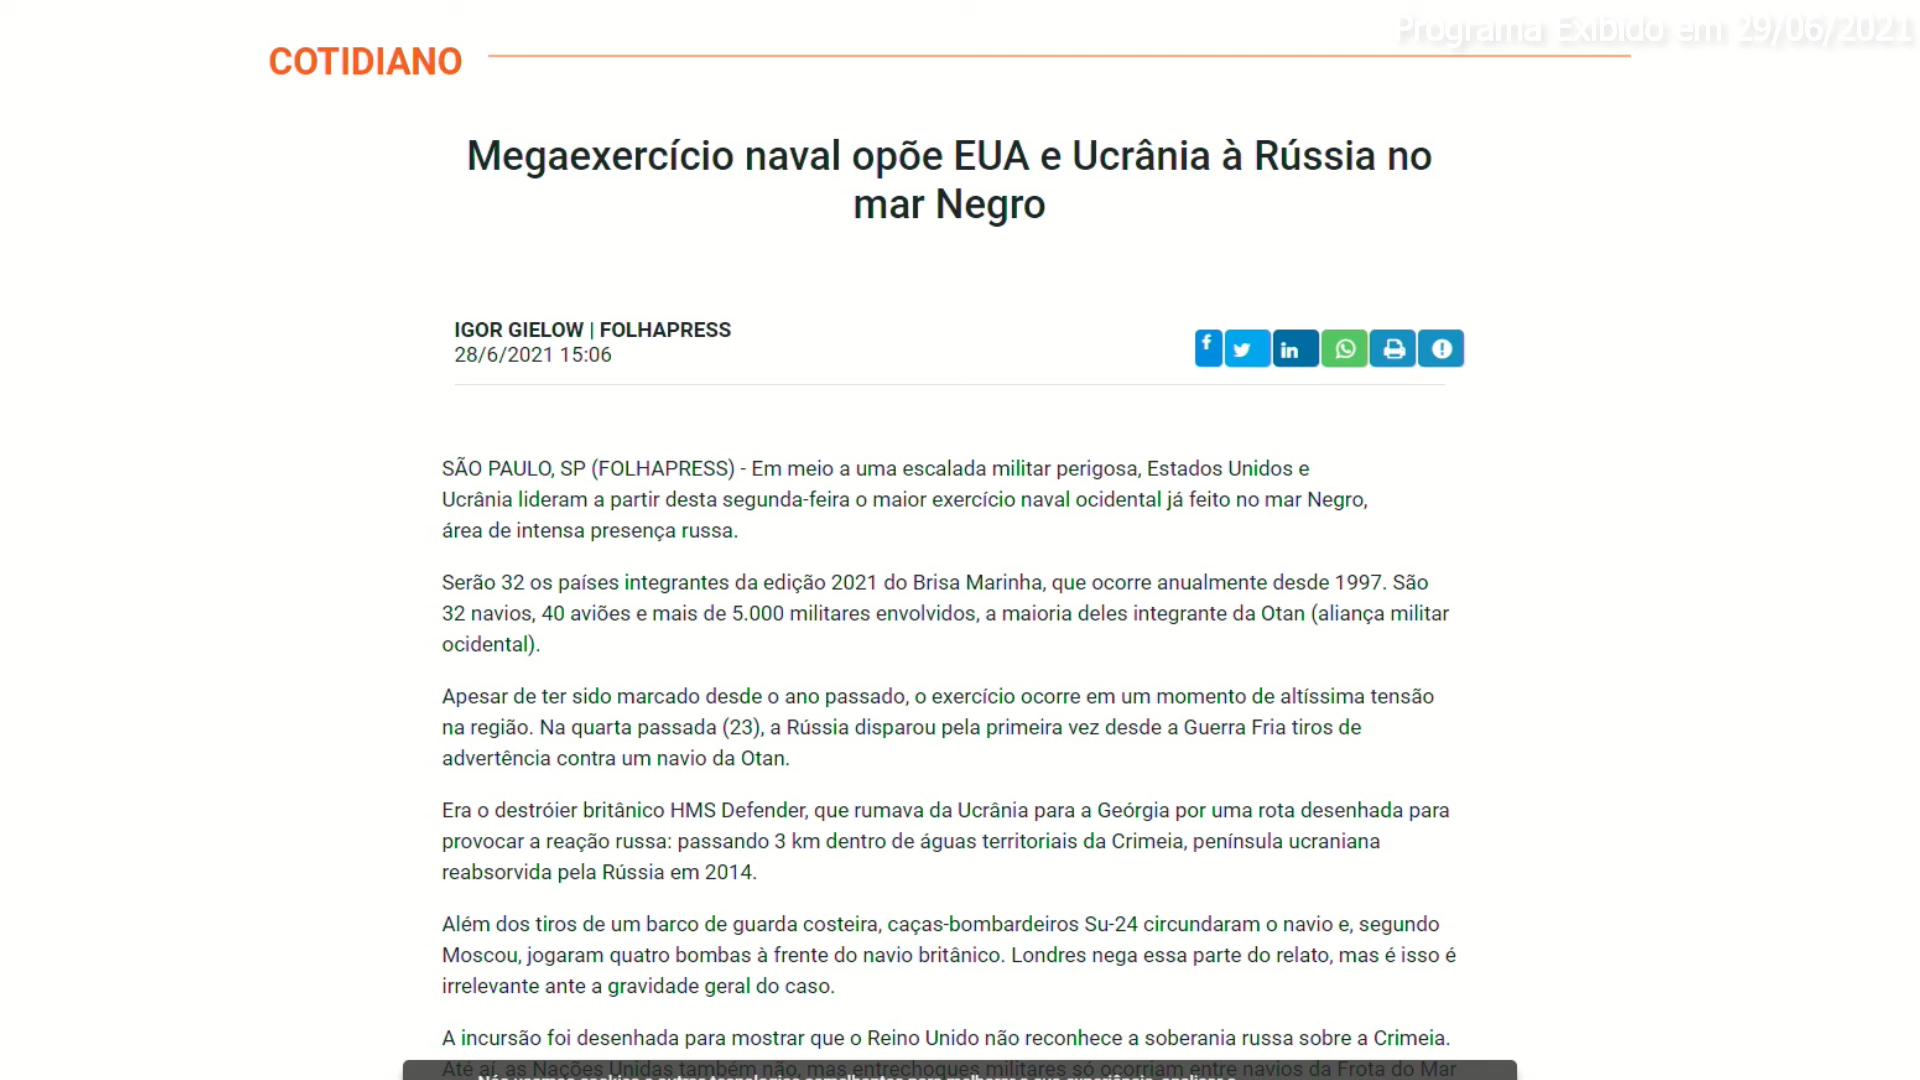 Programa Exibido em 29/06/2021
COTIDIANO
Megaexercício naval opõe EUA e Ucrânia à Rússia no
mar Negro
IGOR GIELOW | FOLHAPRESS
28/6/2021 15:06
SÃO PAULO, SP (FOLHAPRESS) - Em meio a uma escalada militar perigosa, Estados Unidos e
Ucrânia lideram a partir desta segunda-feira o maior exercício naval ocidental já feito no mar Negro,
área de intensa presença russa.
Serão 32 os países integrantes da edição 2021 do Brisa Marinha, que ocorre anualmente desde 1997. São
32 navios, 40 aviões e mais de 5.000 militares envolvidos, a maioria deles integrante da Otan (aliança militar
ocidental).
Apesar de ter sido marcado desde o ano passado, o exercício ocorre em um momento de altíssima tensão
na região. Na quarta passada (23), a Rússia disparou pela primeira vez desde a Guerra Fria tiros de
advertência contra um navio da Otan.
Era o destróier britânico HMS Defender, que rumava da Ucrânia para a Geórgia por uma rota desenhada para
provocar a reação russa: passando 3 km dentro de águas territoriais da Crimeia, península ucraniana
reabsorvida pela Rússia em 2014.
Além dos tiros de um barco de guarda costeira, caças-bombardeiros Su-24 circundaram o navio e, segundo
Moscou, jogaram quatro bombas à frente do navio britânico. Londres nega essa parte do relato, mas é isso é
irrelevante ante a gravidade geral do caso.
A incursão foi desenhada para mostrar que o Reino Unido não reconhece a soberania russa sobre a Crimeia.
Até aí, as Nações Unidas também não, mas entrechoques militares só ocorriam entre navios da Frota do Mar